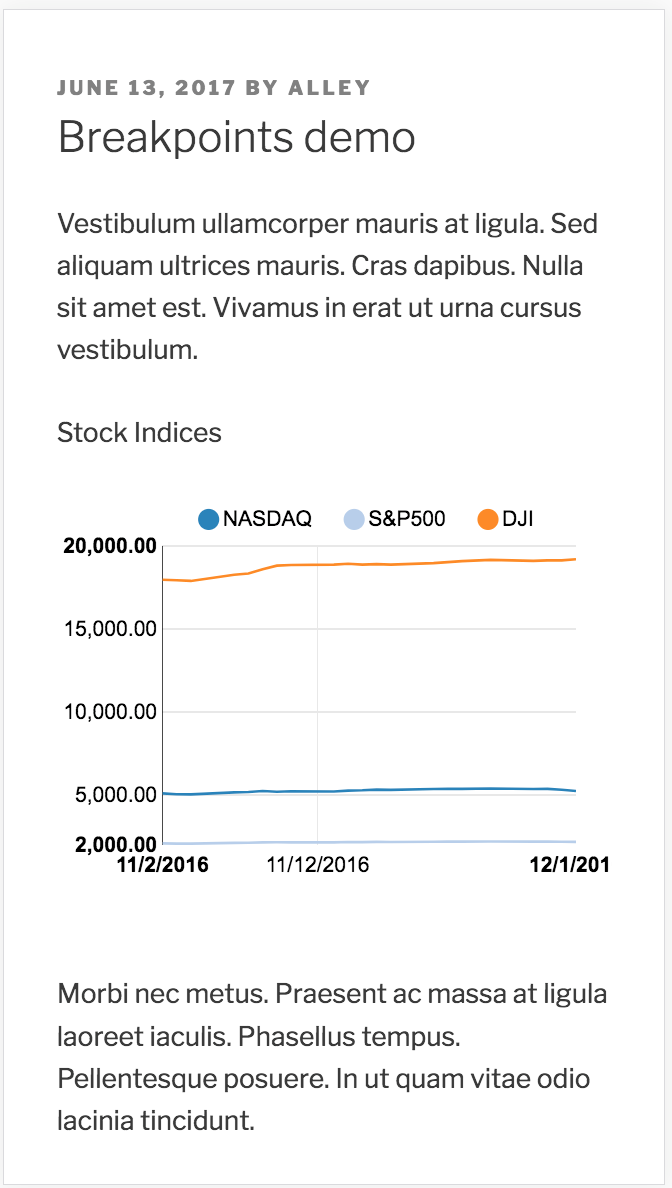 JUNE 13, 2017 BY ALLEY
Breakpoints demo
Vestibulum ullamcorper mauris at ligula. Sed
aliquam ultrices mauris. Cras dapibus. Nulla
sit amet est. Vivamus in erat ut urna cursus
vestibulum.
Stock Indices
NASDAQ S&P500 DJI
20,000.00
15,000.00
10,000.00
5,000.00
2,000.00
11/2/2016 11/12/2016 12/1/201
Morbi nec metus. Praesent ac massa at ligula
laoreet iaculis. Phasellus tempus.
Pellentesque posuere. In ut quam vitae odio
lacinia tincidunt.